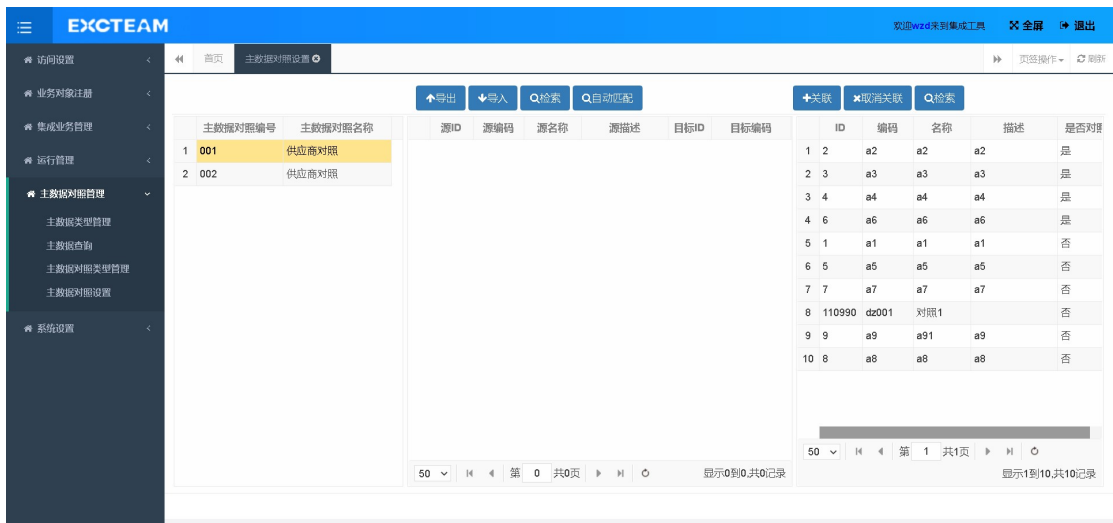 EXCTEAM
欢迎wzd来到集成工具 全屏 退出
访问设置
业务对象注册
集成业务管理
运行管理
主数据对照管理
主数据类型管理
主数据查询
主数据对照类型管理
主数据对照设置
系统设置
首页 主数据对照设置 页签操作 刷新
主数据对照编号 主数据对照名称
1 001 供应商对照
2 002 供应商对照
导出 导入 检索 自动匹配
源ID 源编码 源名称 源描述 目标ID 目标编码
50 第 0 共0页 显示0到0,共0记录
关联 取消关联 检索
ID 编码 名称 描述 是否对照
1 2 a2 a2 a2 是
2 3 a3 a3 a3 是
3 4 a4 a4 a4 是
4 6 a6 a6 a6 是
5 1 a1 a1 a1 否
6 5 a5 a5 a5 否
7 7 a7 a7 a7 否
8 110990 dz001 对照1 否
9 9 a9 a91 a9 否
10 8 a8 a8 a8 否
50 第 1 共1页
显示1到10,共10记录